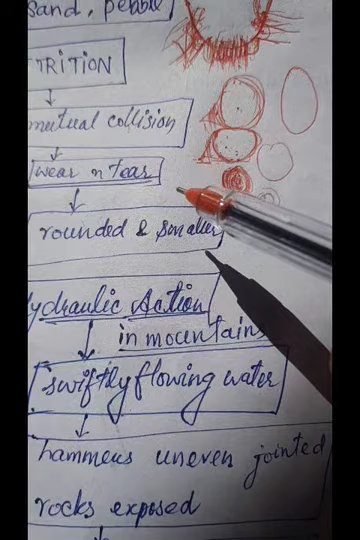 sand, pebble
TRITION
mutual collision
wear n tear
rounded & smaller
ydraulic Action
in mountain
swiftly flowing water
hammers uneven jointed
rocks exposed